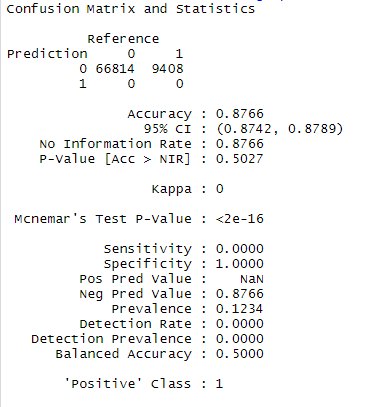 Confusion Matrix and Statistics
Reference
Prediction 0 1
0 66814 9408
1 0 0
Accuracy : 0.8766
95% CI : (0.8742, 0.8789)
No Information Rate : 0.8766
P-Value [Acc > NIR] : 0.5027
Kappa : 0
Mcnemar's Test P-Value : <2e-16
Sensitivity : 0.0000
Specificity : 1.0000
Pos Pred Value : NaN
Neg Pred Value : 0.8766
Prevalence : 0.1234
Detection Rate : 0.0000
Detection Prevalence : 0.0000
Balanced Accuracy : 0.5000
'Positive' Class : 1